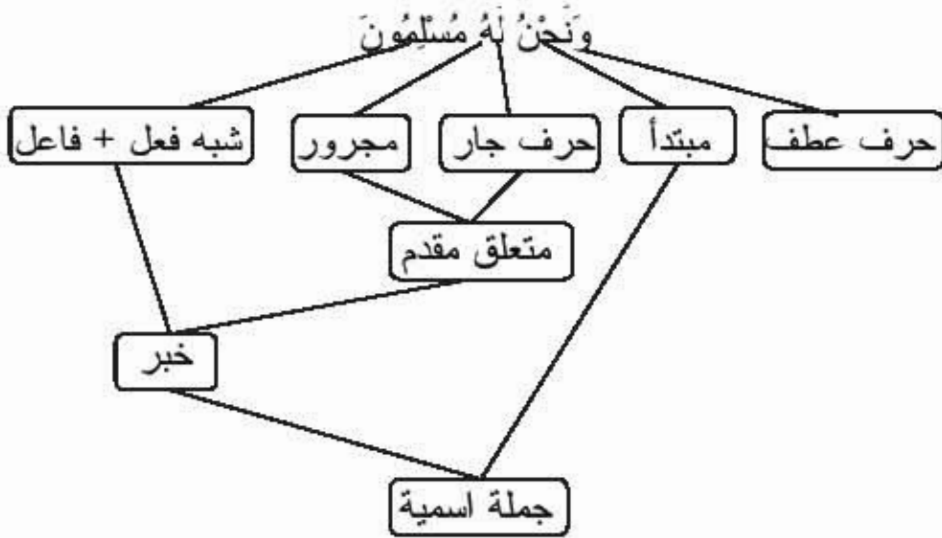 وَنَحْنُ لَهُ مُسْلِمُونَ
حرف عطف
مبتدأ
حرف جار
مجرور
شبه فعل + فاعل
متعلق مقدم
خبر
جملة اسمية